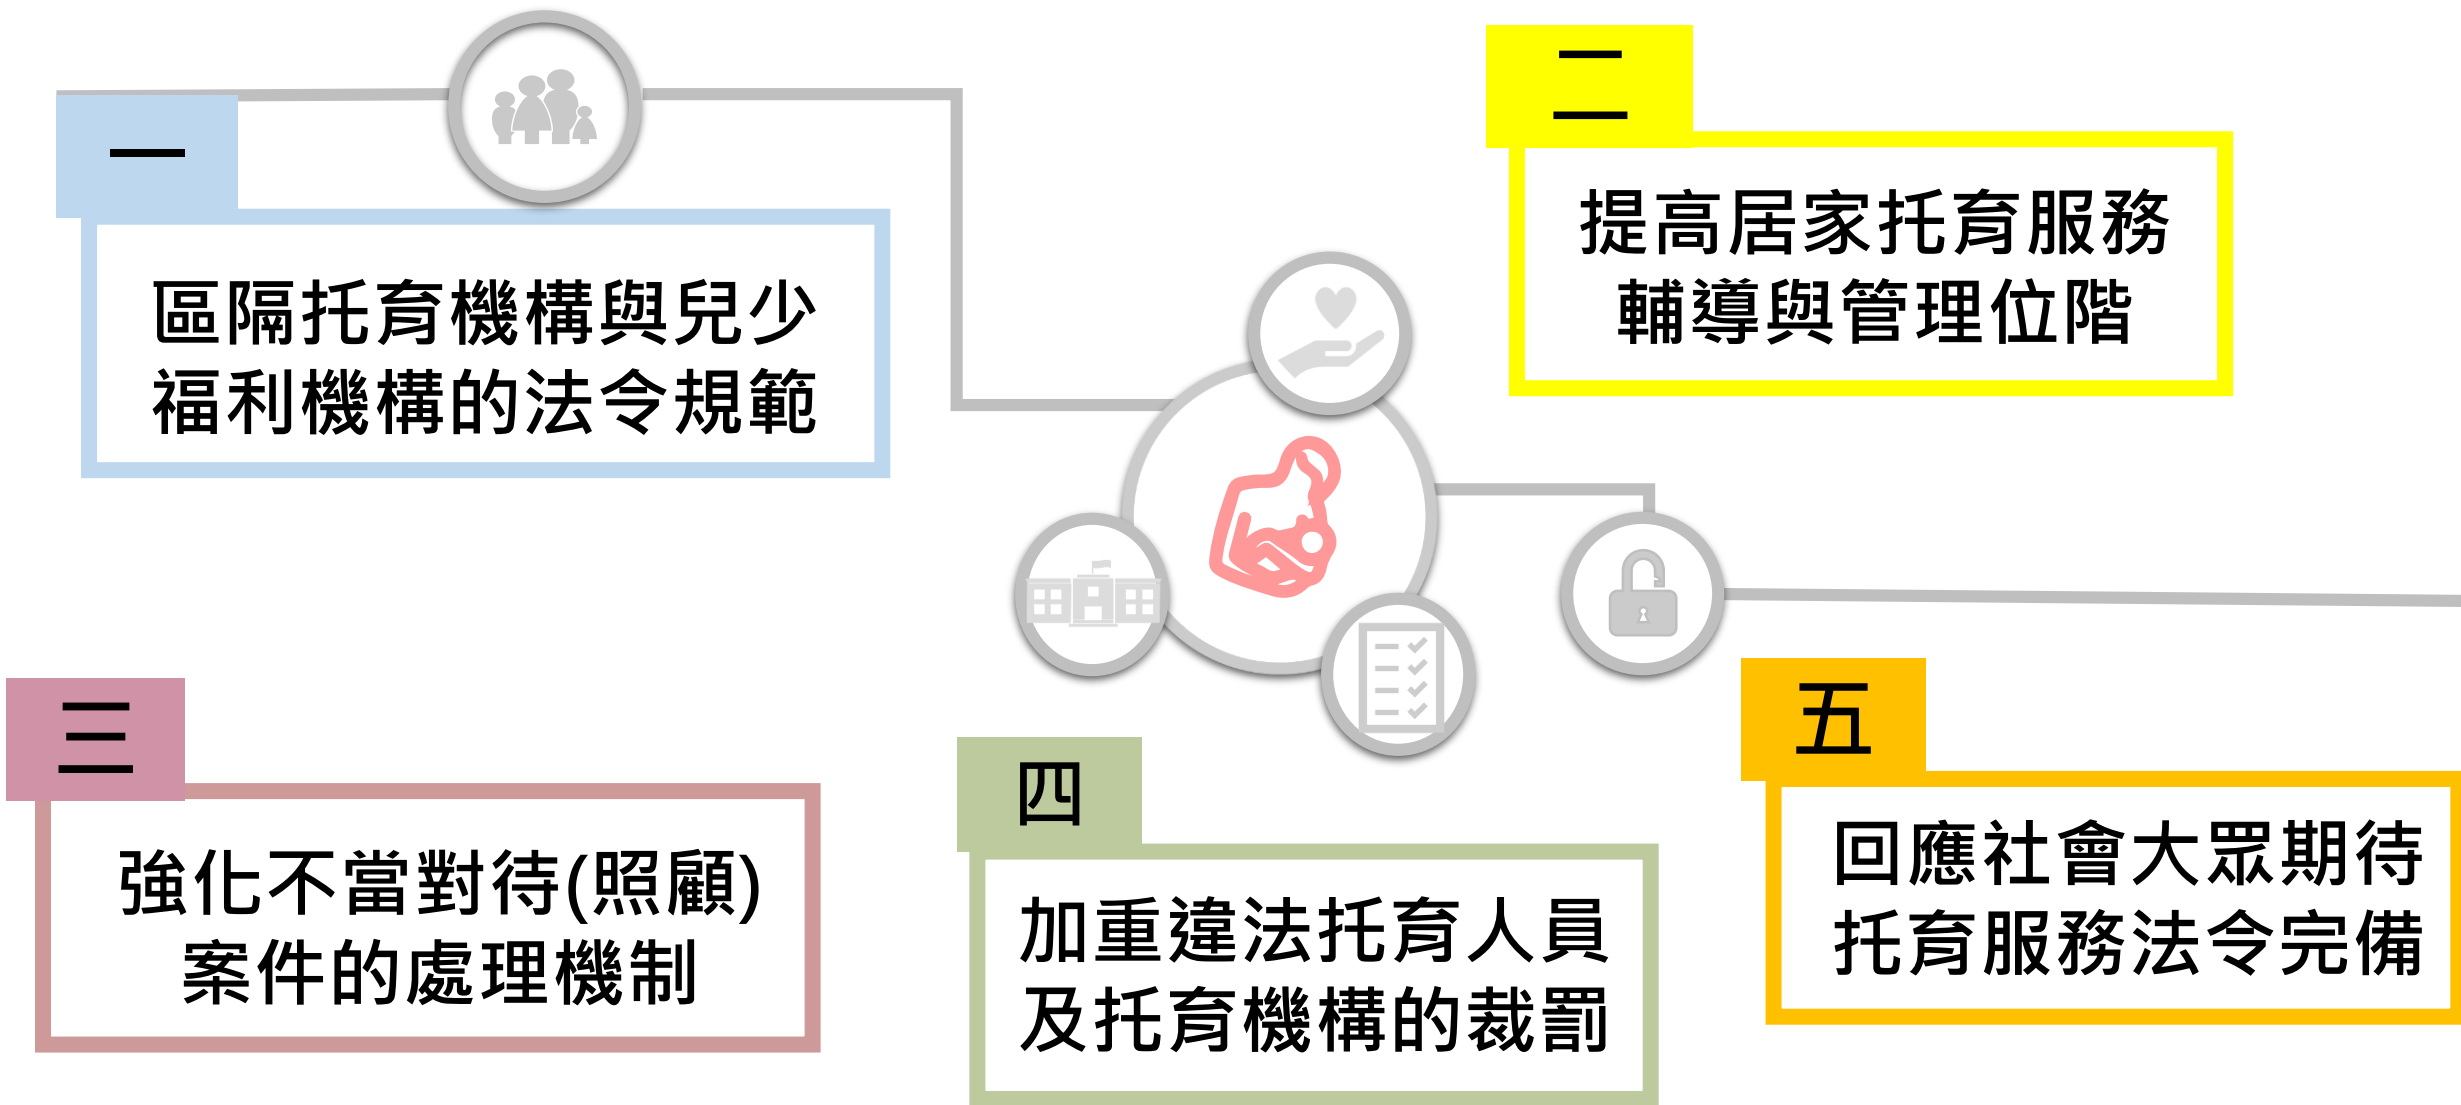 一
區隔托育機構與兒少
福利機構的法令規範
二
提高居家托育服務
輔導與管理位階
三
強化不當對待(照顧)
案件的處理機制
四
加重違法托育人員
及托育機構的裁罰
五
回應社會大眾期待
托育服務法令完備